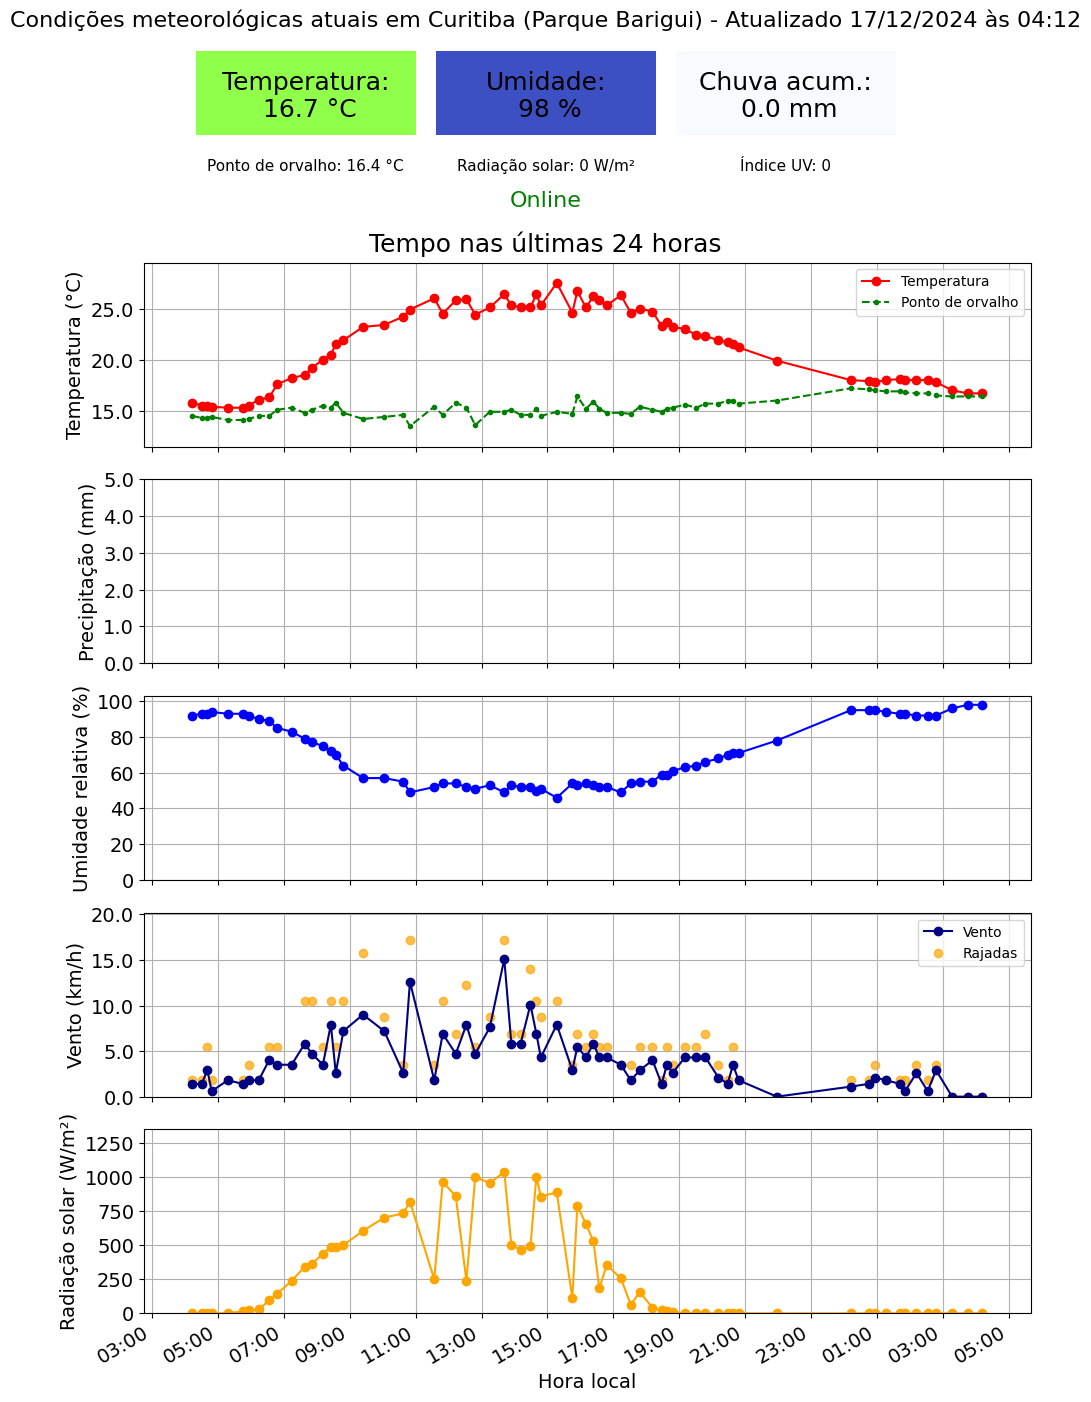 Condições meteorológicas atuais em Curitiba (Parque Barigui) - Atualizado 17/12/2024 às 04:12
Temperatura:
16.7 °C
Umidade:
98 %
Chuva acum.:
0.0 mm
Ponto de orvalho: 16.4 °C
Radiação solar: 0 W/m²
Índice UV: 0
Online
Tempo nas últimas 24 horas
Temperatura (°C)
25.0
20.0
15.0
Temperatura
Ponto de orvalho
Precipitação (mm)
5.0
4.0
3.0
2.0
1.0
0.0
Umidade relativa (%)
100
80
60
40
20
0
Vento (km/h)
20.0
15.0
10.0
5.0
0.0
Vento
Rajadas
Radiação solar (W/m²)
1250
1000
750
500
250
0
03:00 05:00 07:00 09:00 11:00 13:00 15:00 17:00 19:00 21:00 23:00 01:00 03:00 05:00
Hora local